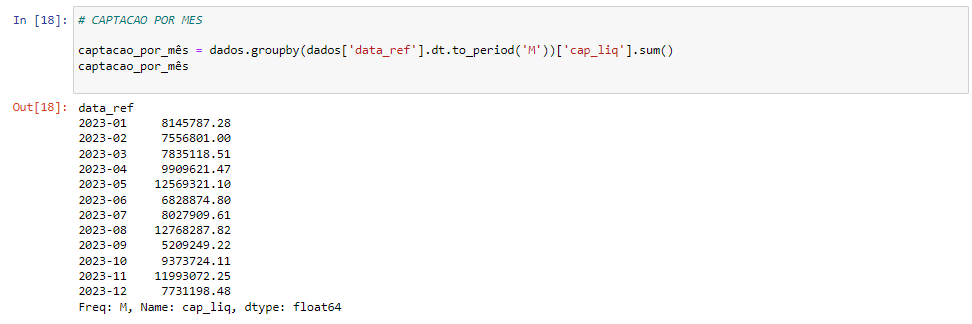 In [18]: # CAPTACAO POR MES
captacao_por_mês = dados.groupby(dados['data_ref'].dt.to_period('M'))['cap_liq'].sum()
captacao_por_mês
Out[18]: data_ref
2023-01 8145787.28
2023-02 7556801.00
2023-03 7835118.51
2023-04 9909621.47
2023-05 12569321.10
2023-06 6828874.80
2023-07 8027909.61
2023-08 12768287.82
2023-09 5209249.22
2023-10 9373724.11
2023-11 11993072.25
2023-12 7731198.48
Freq: M, Name: cap_liq, dtype: float64